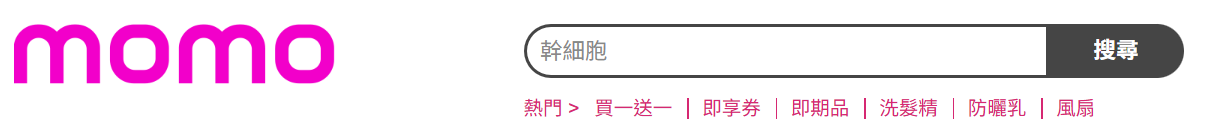 momo
幹細胞
搜尋
熱門 > 買一送一 | 即享券 | 即期品 | 洗髮精 | 防曬乳 | 風扇